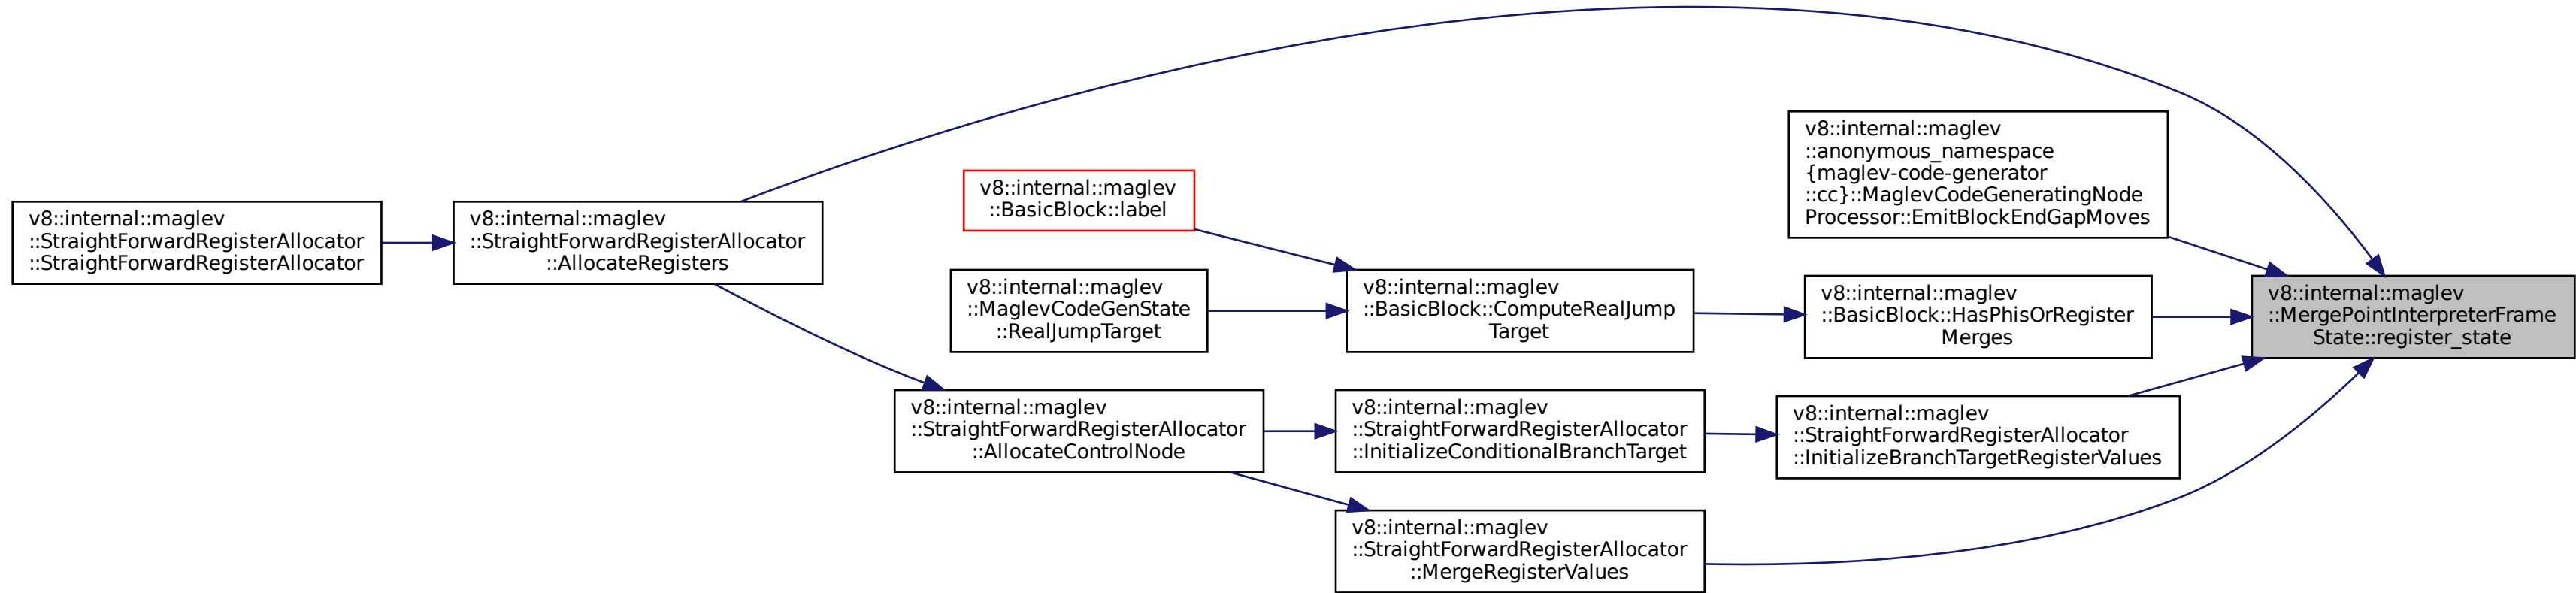 v8::internal::maglev
::StraightForwardRegisterAllocator
::StraightForwardRegisterAllocator
v8::internal::maglev
::StraightForwardRegisterAllocator
::AllocateRegisters
v8::internal::maglev
::BasicBlock::label
v8::internal::maglev
::MaglevCodeGenState
::RealJumpTarget
v8::internal::maglev
::StraightForwardRegisterAllocator
::AllocateControlNode
v8::internal::maglev
::BasicBlock::ComputeRealJump
Target
v8::internal::maglev
::StraightForwardRegisterAllocator
::InitializeConditionalBranchTarget
v8::internal::maglev
::StraightForwardRegisterAllocator
::MergeRegisterValues
v8::internal::maglev
::anonymous_namespace
{maglev-code-generator
::cc}::MaglevCodeGeneratingNode
Processor::EmitBlockEndGapMoves
v8::internal::maglev
::BasicBlock::HasPhisOrRegister
Merges
v8::internal::maglev
::StraightForwardRegisterAllocator
::InitializeBranchTargetRegisterValues
v8::internal::maglev
::MergePointInterpreterFrame
State::register_state